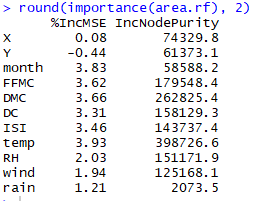 > round(importance(area.rf), 2)
%IncMSE IncNodePurity
X 0.08 74329.8
Y -0.44 61373.1
month 3.83 58588.2
FFMC 3.62 179548.4
DMC 3.66 262825.4
DC 3.31 158129.3
ISI 3.46 143737.4
temp 3.93 398726.6
RH 2.03 151171.9
wind 1.94 125168.1
rain 1.21 2073.5
>